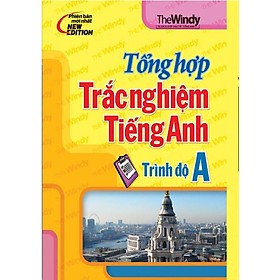 Phiên bản
mới nhất
NEW
EDITION
TheWindy
Tổng hợp
Trắc nghiệm
Tiếng Anh
Trình độ A